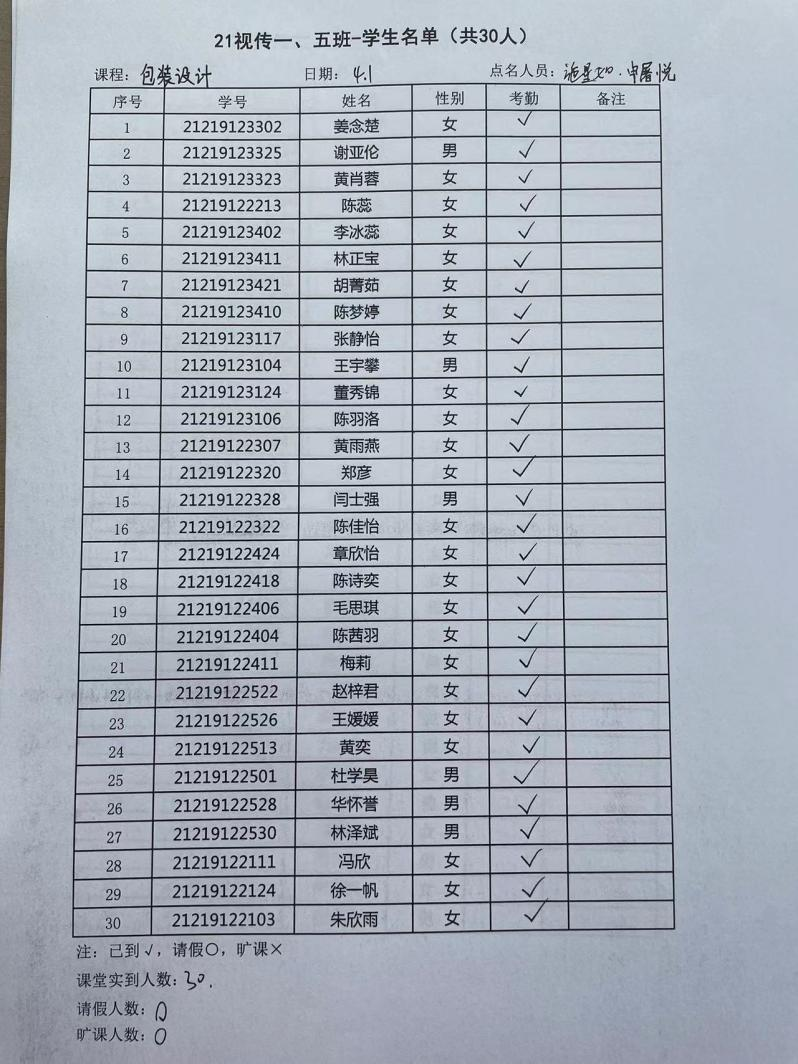 21视传一、五班-学生名单（共30人）
课程：包装设计 日期：4.1 点名人员：施星如.申屠悦
序号 学号 姓名 性别 考勤 备注
1 21219123302 姜念楚 女 ✓
2 21219123325 谢亚伦 男 ✓
3 21219123323 黄肖蓉 女 ✓
4 21219122213 陈蕊 女 ✓
5 21219123402 李冰蕊 女 ✓
6 21219123411 林正宝 女 ✓
7 21219123421 胡菁茹 女 ✓
8 21219123410 陈梦婷 女 ✓
9 21219123117 张静怡 女 ✓
10 21219123104 王宇攀 男 ✓
11 21219123124 董秀锦 女 ✓
12 21219123106 陈羽洛 女 ✓
13 21219122307 黄雨燕 女 ✓
14 21219122320 郑彦 女 ✓
15 21219122328 闫士强 男 ✓
16 21219122322 陈佳怡 女 ✓
17 21219122424 章欣怡 女 ✓
18 21219122418 陈诗奕 女 ✓
19 21219122406 毛思琪 女 ✓
20 21219122404 陈茜羽 女 ✓
21 21219122411 梅莉 女 ✓
22 21219122522 赵梓君 女 ✓
23 21219122526 王媛媛 女 ✓
24 21219122513 黄奕 女 ✓
25 21219122501 杜学昊 男 ✓
26 21219122528 华怀誉 男 ✓
27 21219122530 林泽斌 男 ✓
28 21219122111 冯欣 女 ✓
29 21219122124 徐一帆 女 ✓
30 21219122103 朱欣雨 女 ✓
注：已到√，请假○，旷课×
课堂实到人数：30.
请假人数：0
旷课人数：0